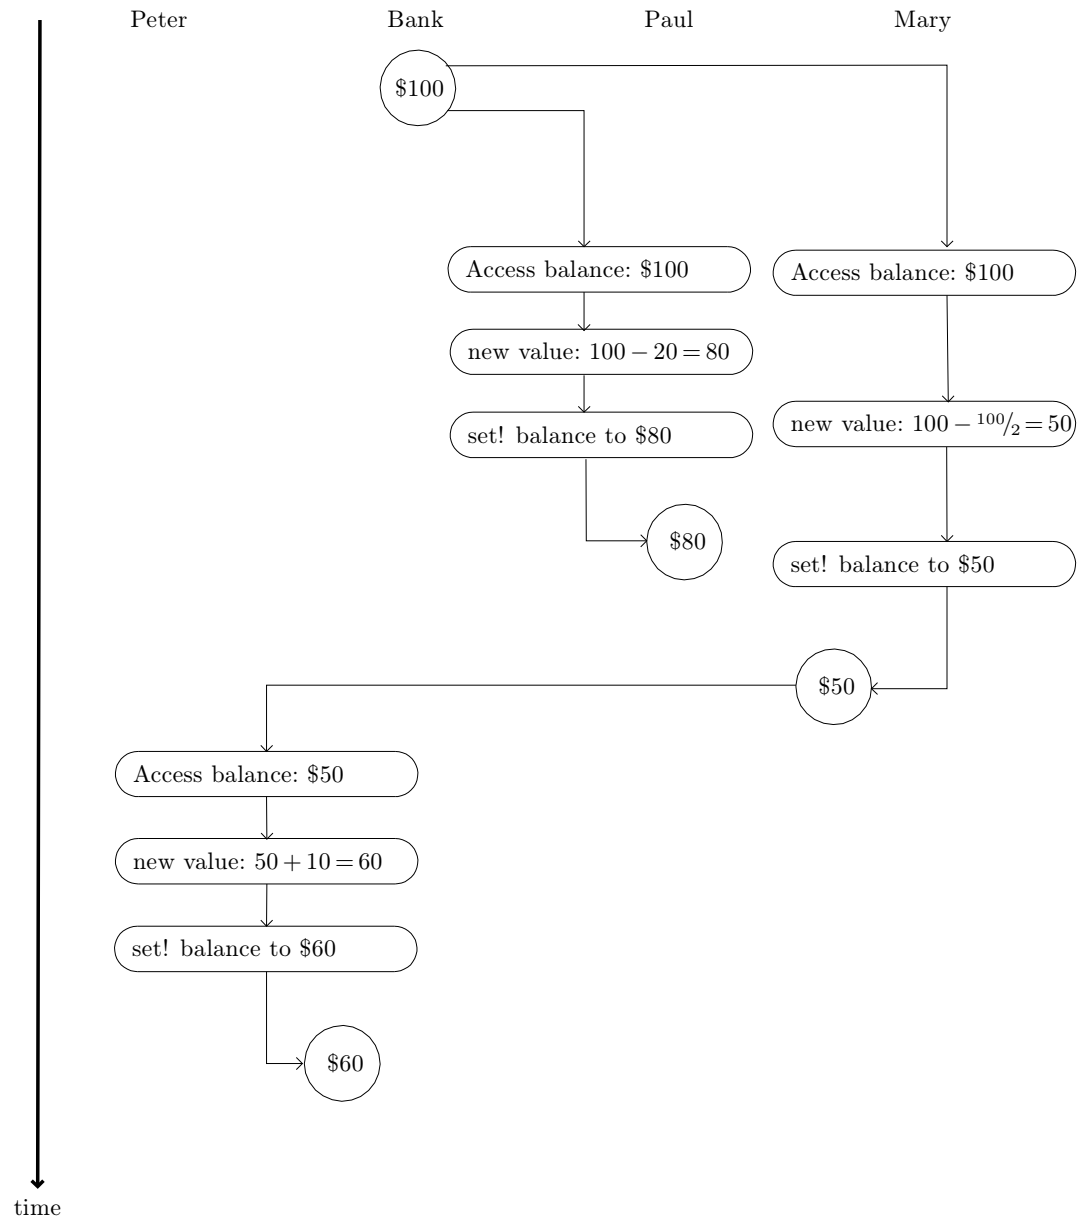 Peter Bank Paul Mary
$100
Access balance: $100
Access balance: $100
new value: 100 − 20 = 80
new value: 100 − 100/2 = 50
set! balance to $80
$80
set! balance to $50
$50
Access balance: $50
new value: 50 + 10 = 60
set! balance to $60
$60
time